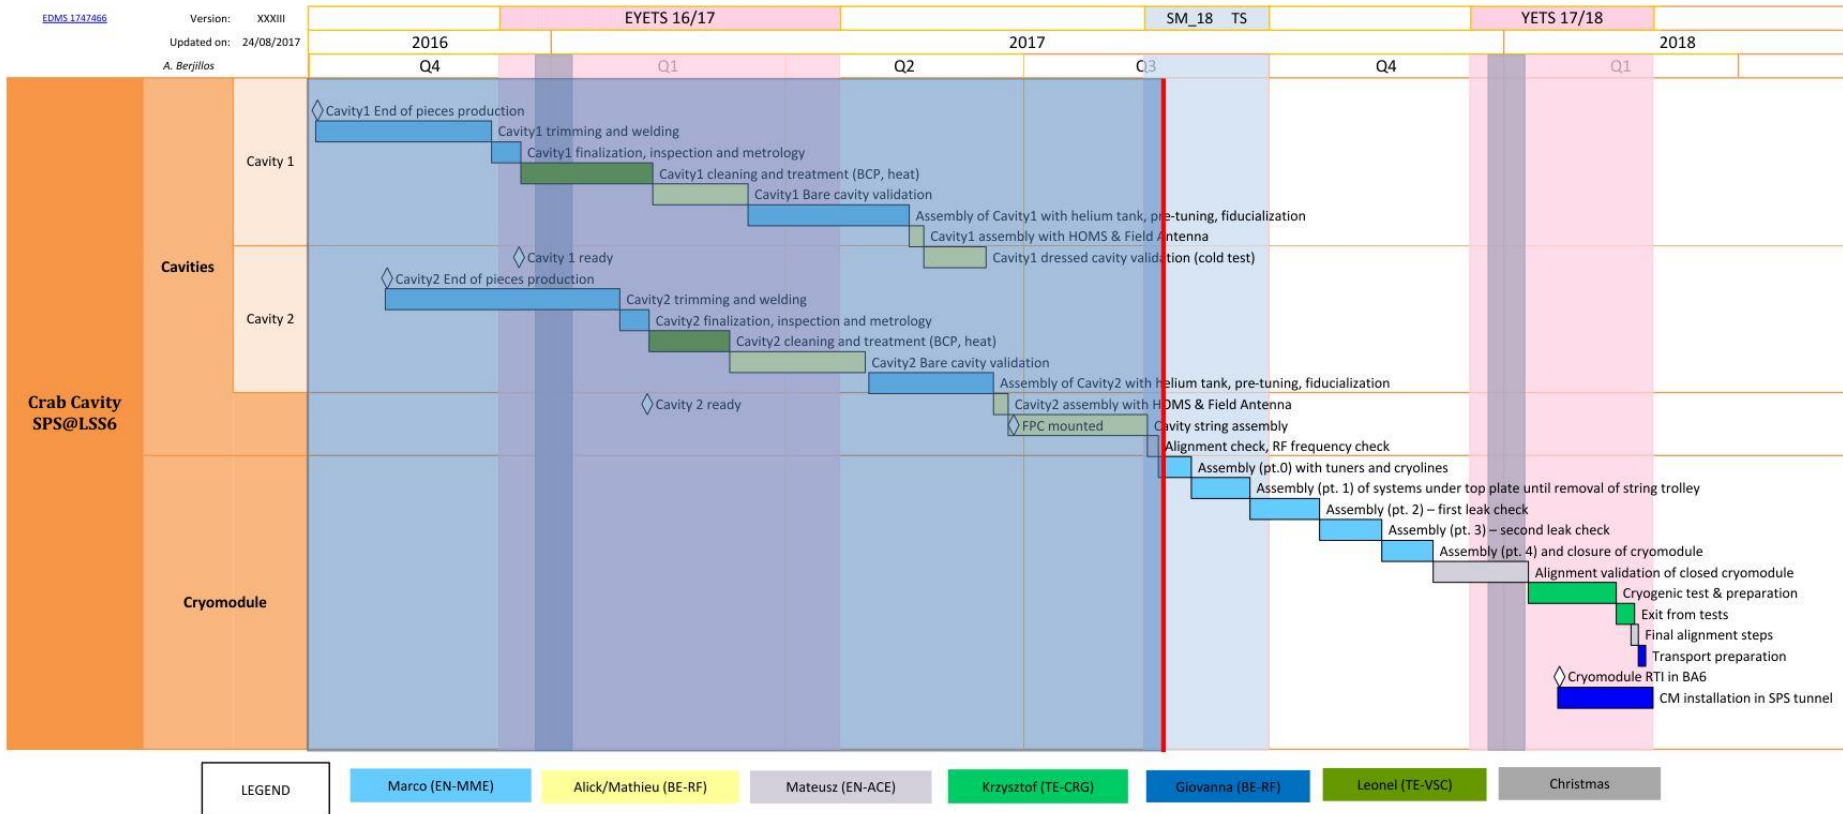 EDMS 1747466
Version: XXXIII
EYETS 16/17
SM_18 TS
YETS 17/18
Updated on: 24/08/2017
2016
2017
2018
A. Berjillos
Q4
Q1
Q2
Q3
Q4
Q1
Cavity1 End of pieces production
Cavity1 trimming and welding
Cavity 1
Cavity1 finalization, inspection and metrology
Cavity1 cleaning and treatment (BCP, heat)
Cavity1 Bare cavity validation
Assembly of Cavity1 with helium tank, pre-tuning, fiducialization
Cavity1 assembly with HOMS & Field Antenna
Cavities
Cavity 1 ready
Cavity1 dressed cavity validation (cold test)
Cavity2 End of pieces production
Cavity2 trimming and welding
Cavity 2
Cavity2 finalization, inspection and metrology
Cavity2 cleaning and treatment (BCP, heat)
Cavity2 Bare cavity validation
Assembly of Cavity2 with helium tank, pre-tuning, fiducialization
Crab Cavity
SPS@LSS6
Cavity 2 ready
Cavity2 assembly with HOMS & Field Antenna
FPC mounted
Cavity string assembly
Alignment check, RF frequency check
Assembly (pt.0) with tuners and cryolines
Assembly (pt. 1) of systems under top plate until removal of string trolley
Assembly (pt. 2) – first leak check
Assembly (pt. 3) – second leak check
Assembly (pt. 4) and closure of cryomodule
Alignment validation of closed cryomodule
Cryomodule
Cryogenic test & preparation
Exit from tests
Final alignment steps
Transport preparation
Cryomodule RTI in BA6
CM installation in SPS tunnel
LEGEND
Marco (EN-MME)
Alick/Mathieu (BE-RF)
Mateusz (EN-ACE)
Krzysztof (TE-CRG)
Giovanna (BE-RF)
Leonel (TE-VSC)
Christmas